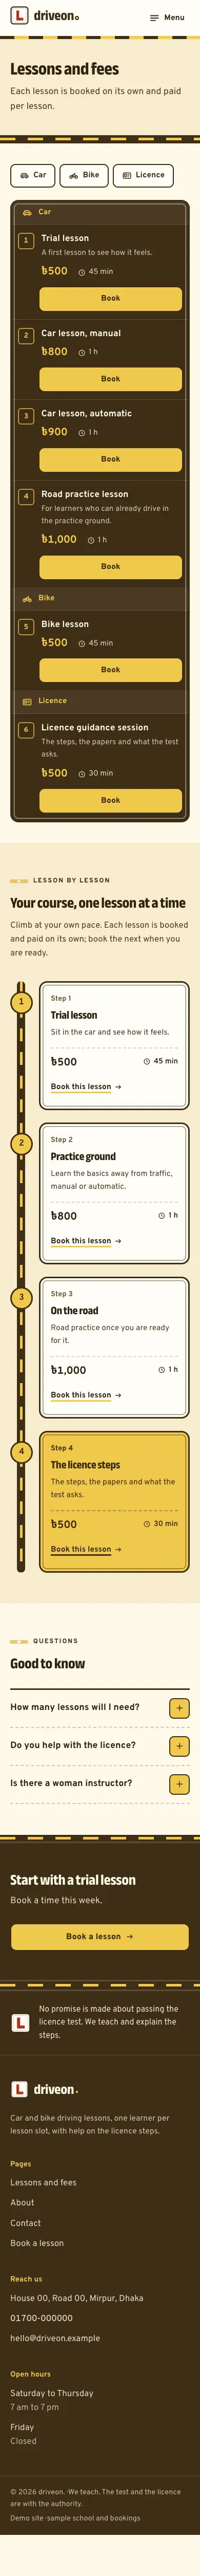 L driveon
Menu
Lessons and fees
Each lesson is booked on its own and paid
per lesson.
Car
Bike
Licence
Car
1
Trial lesson
A first lesson to see how it feels.
৳500
45 min
Book
2
Car lesson, manual
৳800
1 h
Book
3
Car lesson, automatic
৳900
1 h
Book
4
Road practice lesson
For learners who can already drive in
the practice ground.
৳1,000
1 h
Book
Bike
5
Bike lesson
৳500
45 min
Book
Licence
6
Licence guidance session
The steps, the papers and what the test
asks.
৳500
30 min
Book
LESSON BY LESSON
Your course, one lesson at a time
Climb at your own pace. Each lesson is booked
and paid on its own; book the next when you
are ready.
1
Step 1
Trial lesson
Sit in the car and see how it feels.
৳500
45 min
Book this lesson →
2
Step 2
Practice ground
Learn the basics away from traffic,
manual or automatic.
৳800
1 h
Book this lesson →
3
Step 3
On the road
Road practice once you are ready
for it.
৳1,000
1 h
Book this lesson →
4
Step 4
The licence steps
The steps, the papers and what the
test asks.
৳500
30 min
Book this lesson →
QUESTIONS
Good to know
How many lessons will I need?
+
Do you help with the licence?
+
Is there a woman instructor?
+
Start with a trial lesson
Book a time this week.
Book a lesson →
L
No promise is made about passing the
licence test. We teach and explain the
steps.
L driveon
Car and bike driving lessons, one learner per
lesson slot, with help on the licence steps.
Pages
Lessons and fees
About
Contact
Book a lesson
Reach us
House 00, Road 00, Mirpur, Dhaka
01700-000000
hello@driveon.example
Open hours
Saturday to Thursday
7 am to 7 pm
Friday
Closed
© 2026 driveon. ·We teach. The test and the licence
are with the authority.
Demo site ·sample school and bookings